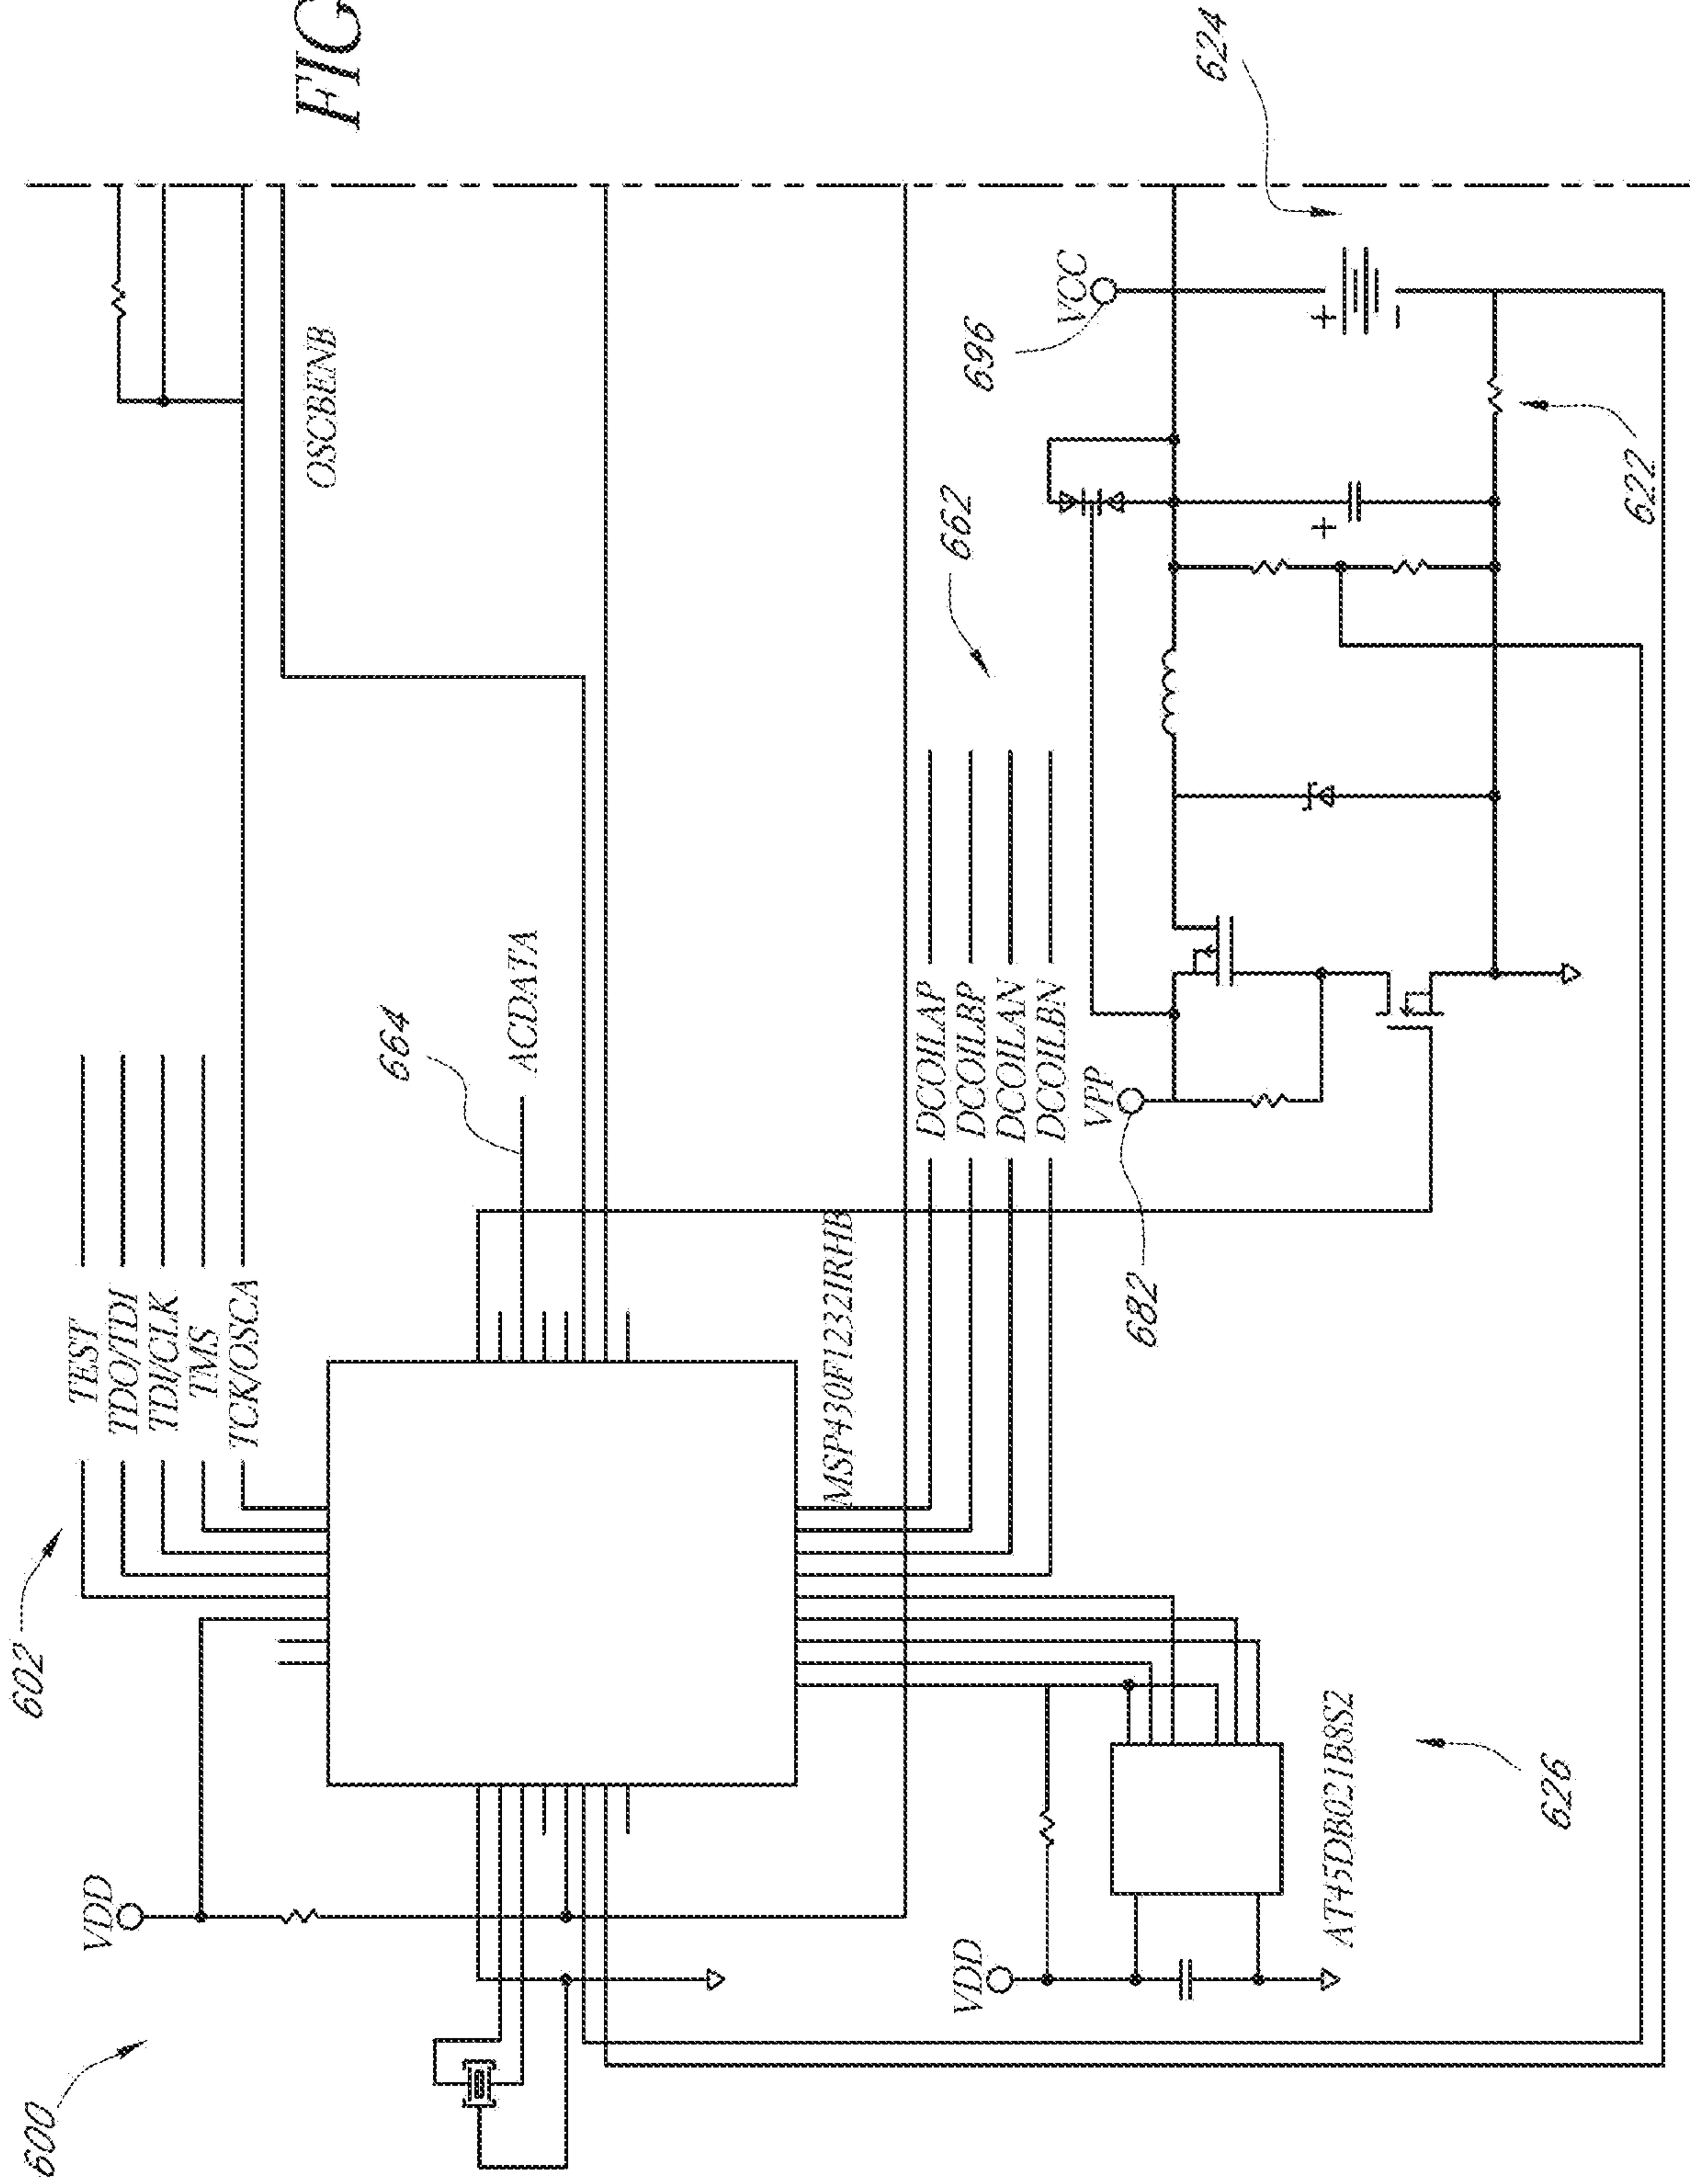 FIG
600
602
VDD
TEST
TDO/TDI
TDI/CLK
TMS
TCK/OSCA
OSCBENB
664
ACDATA
MSP430F1232IRHB
DCOILAP
DCOILBP
DCOILAN
DCOILBN
662
VDD
AT45DB021B8S2
626
VPP
682
696
VCC
+
+
-
622
624